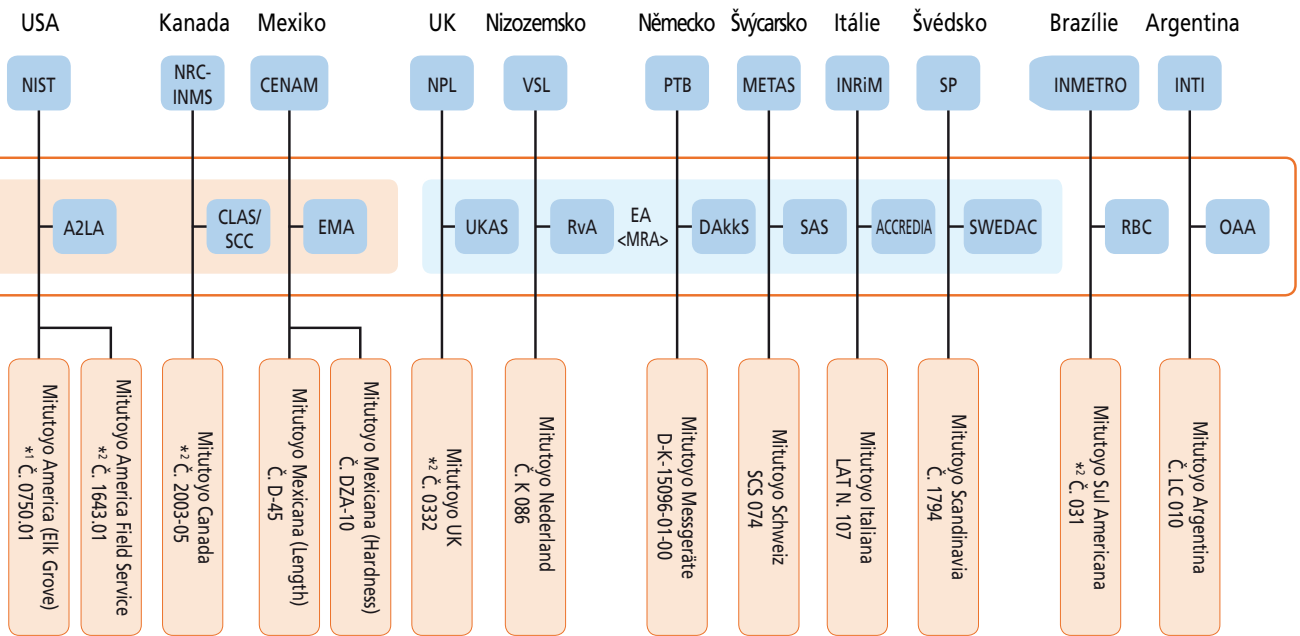 USA
Kanada
Mexiko
UK
Nizozemsko
Německo
Švýcarsko
Itálie
Švédsko
Brazílie
Argentina
NIST
NRC-
INMS
CENAM
NPL
VSL
PTB
METAS
INRiM
SP
INMETRO
INTI
A2LA
CLAS/
SCC
EMA
UKAS
RvA
EA
<MRA>
DAkkS
SAS
ACCREDIA
SWEDAC
RBC
OAA
Mitutoyo America (Elk Grove)
*1 Č. 0750.01
Mitutoyo America Field Service
*2 Č. 1643.01
Mitutoyo Canada
*2 Č. 2003-05
Mitutoyo Mexicana (Length)
Č. D-45
Mitutoyo Mexicana (Hardness)
Č. DZA-10
Mitutoyo UK
*2 Č. 0332
Mitutoyo Nederland
Č. K 086
Mitutoyo Messgeräte
D-K-15096-01-00
Mitutoyo Schweiz
SCS 074
Mitutoyo Italiana
LAT N. 107
Mitutoyo Scandinavia
Č. 1794
Mitutoyo Sul Americana
*2 Č. 031
Mitutoyo Argentina
Č. LC 010